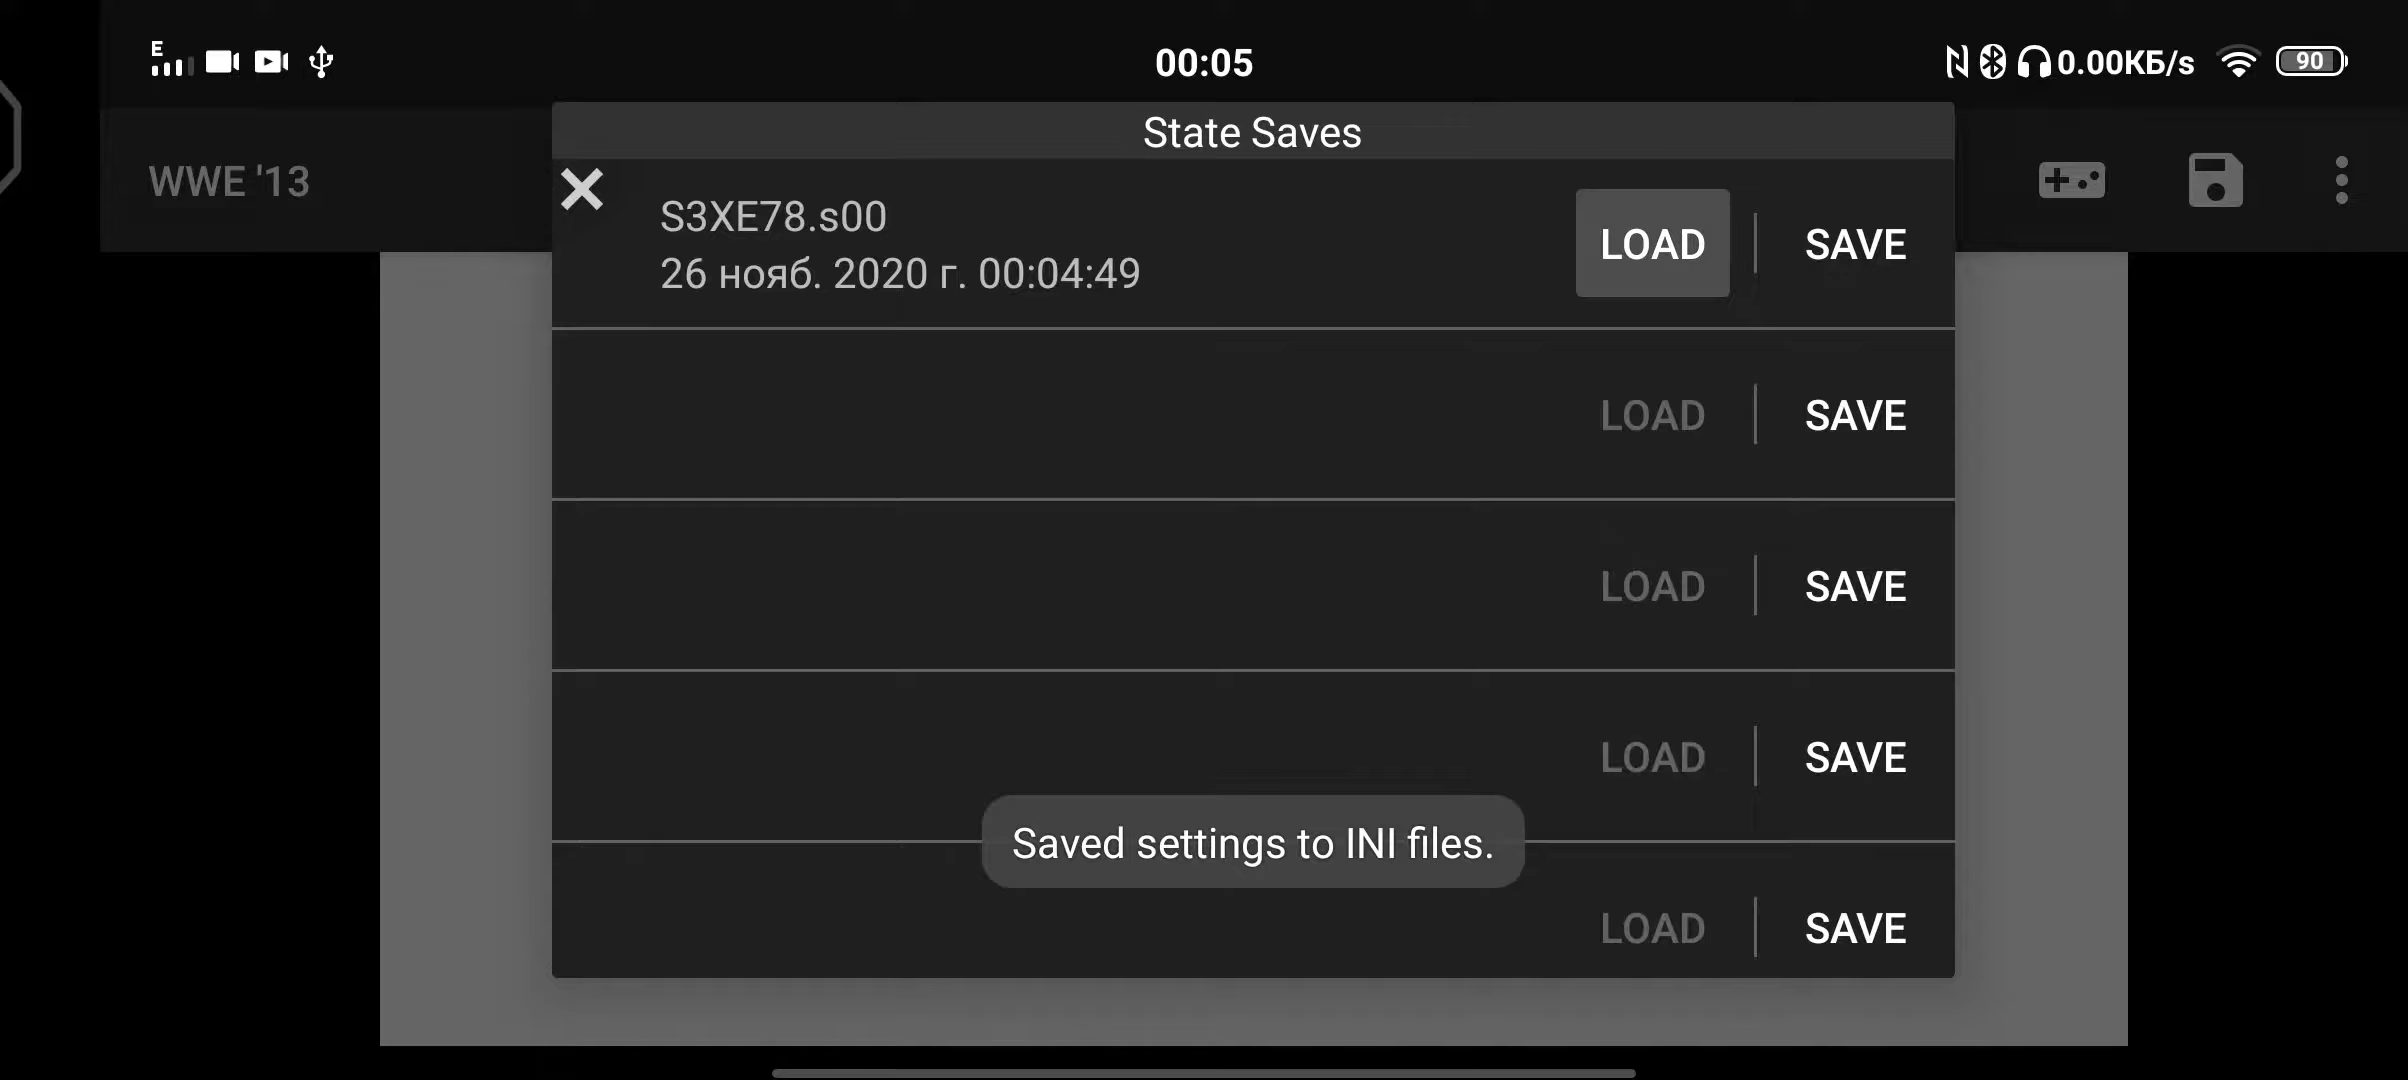 E
00:05
0.00КБ/s
90
State Saves
WWE '13
S3XE78.s00
26 нояб. 2020 г. 00:04:49
LOAD
SAVE
LOAD
SAVE
LOAD
SAVE
LOAD
SAVE
Saved settings to INI files.
LOAD
SAVE